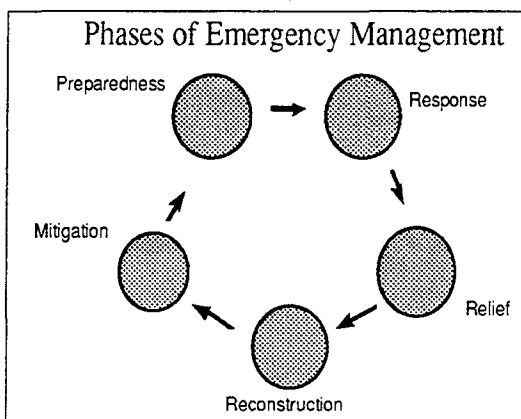 Phases of Emergency Management
Preparedness
Response
Mitigation
Relief
Reconstruction